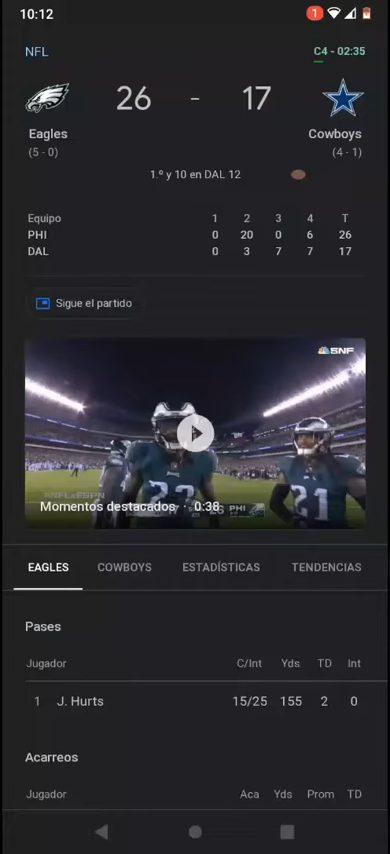 10:12
1
NFL
C4 - 02:35
26 - 17
Eagles
Cowboys
(5 - 0)
(4 - 1)
1.º y 10 en DAL 12
Equipo 1 2 3 4 T
PHI 0 20 0 6 26
DAL 0 3 7 7 17
Sigue el partido
SNF
#NFLxESPN
Momentos destacados · 0:38
PHI
21
EAGLES COWBOYS ESTADÍSTICAS TENDENCIAS
Pases
Jugador C/Int Yds TD Int
1 J. Hurts 15/25 155 2 0
Acarreos
Jugador Aca Yds Prom TD